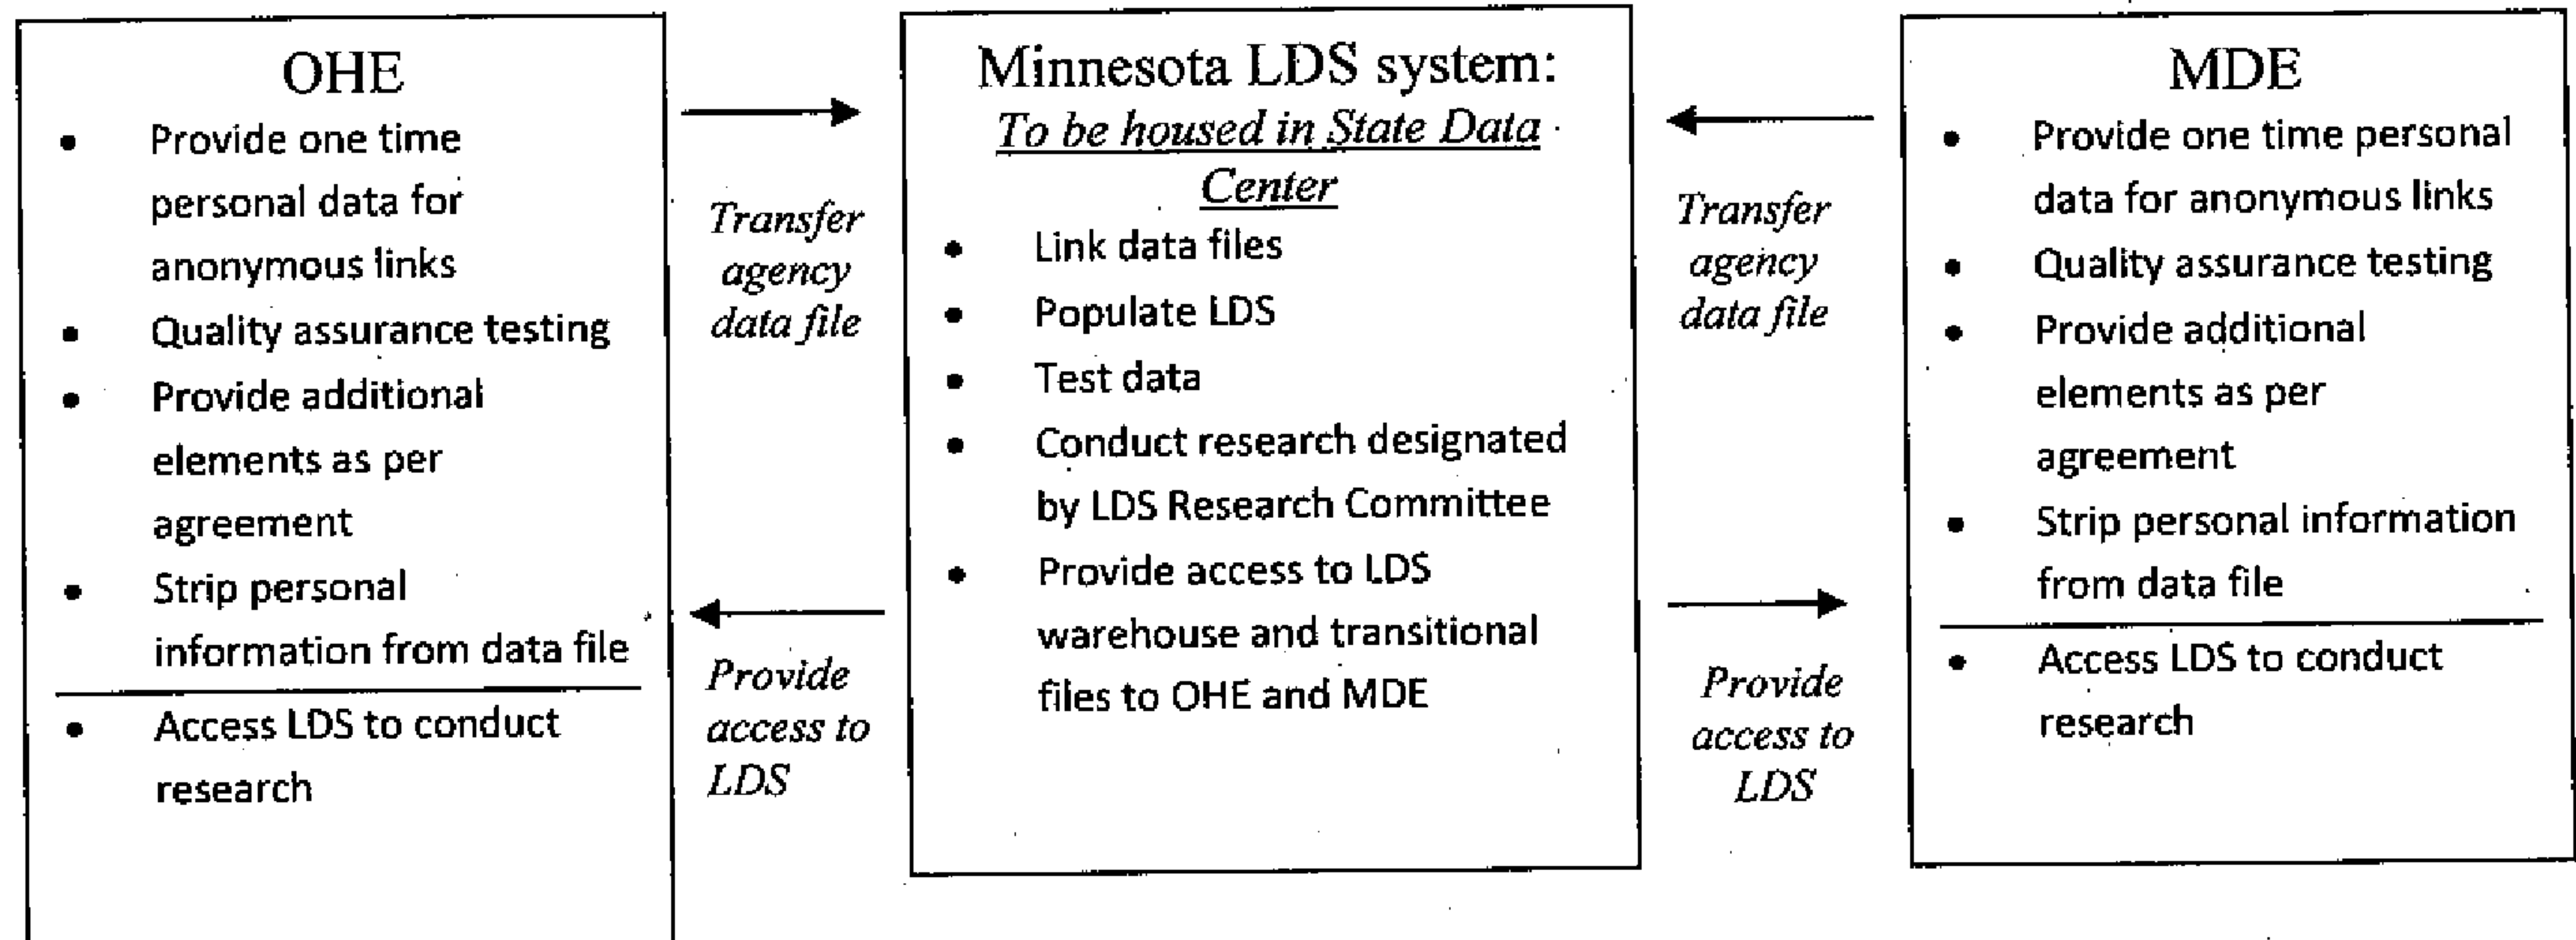 OHE
• Provide one time
personal data for
anonymous links
• Quality assurance testing
• Provide additional
elements as per
agreement
• Strip personal
information from data file
• Access LDS to conduct
research
Transfer
agency
data file
Provide
access to
LDS
Minnesota LDS system:
To be housed in State Data
Center
• Link data files
• Populate LDS
• Test data
• Conduct research designated
by LDS Research Committee
• Provide access to LDS
warehouse and transitional
files to OHE and MDE
Transfer
agency
data file
Provide
access to
LDS
MDE
• Provide one time personal
data for anonymous links
• Quality assurance testing
• Provide additional
elements as per
agreement
• Strip personal information
from data file
• Access LDS to conduct
research